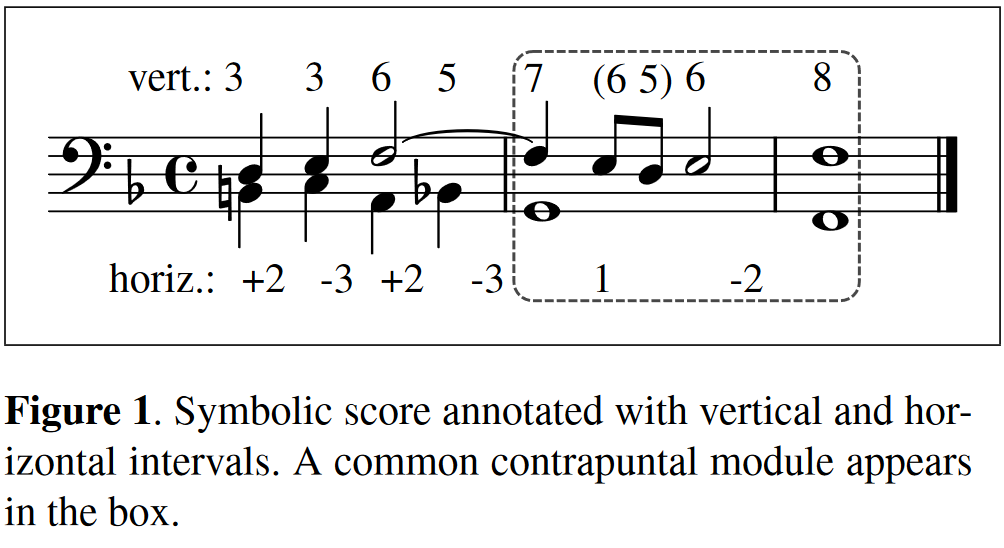 vert.: 3 3 6 5 7 (6 5) 6 8
horiz.: +2 -3 +2 -3 1 -2
Figure 1. Symbolic score annotated with vertical and hor-
izontal intervals. A common contrapuntal module appears
in the box.